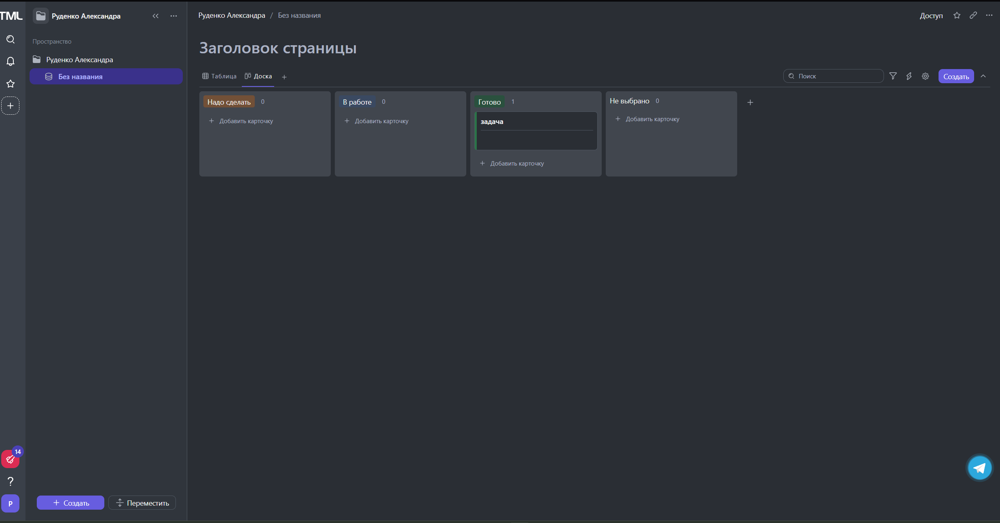 TML
Руденко Александра
Пространство
Руденко Александра
Без названия
14
P
Создать
Переместить
Руденко Александра / Без названия
Доступ
Заголовок страницы
Таблица
Доска
Поиск
Создать
Надо сделать 0
Добавить карточку
В работе 0
Добавить карточку
Готово 1
задача
Добавить карточку
Не выбрано 0
Добавить карточку